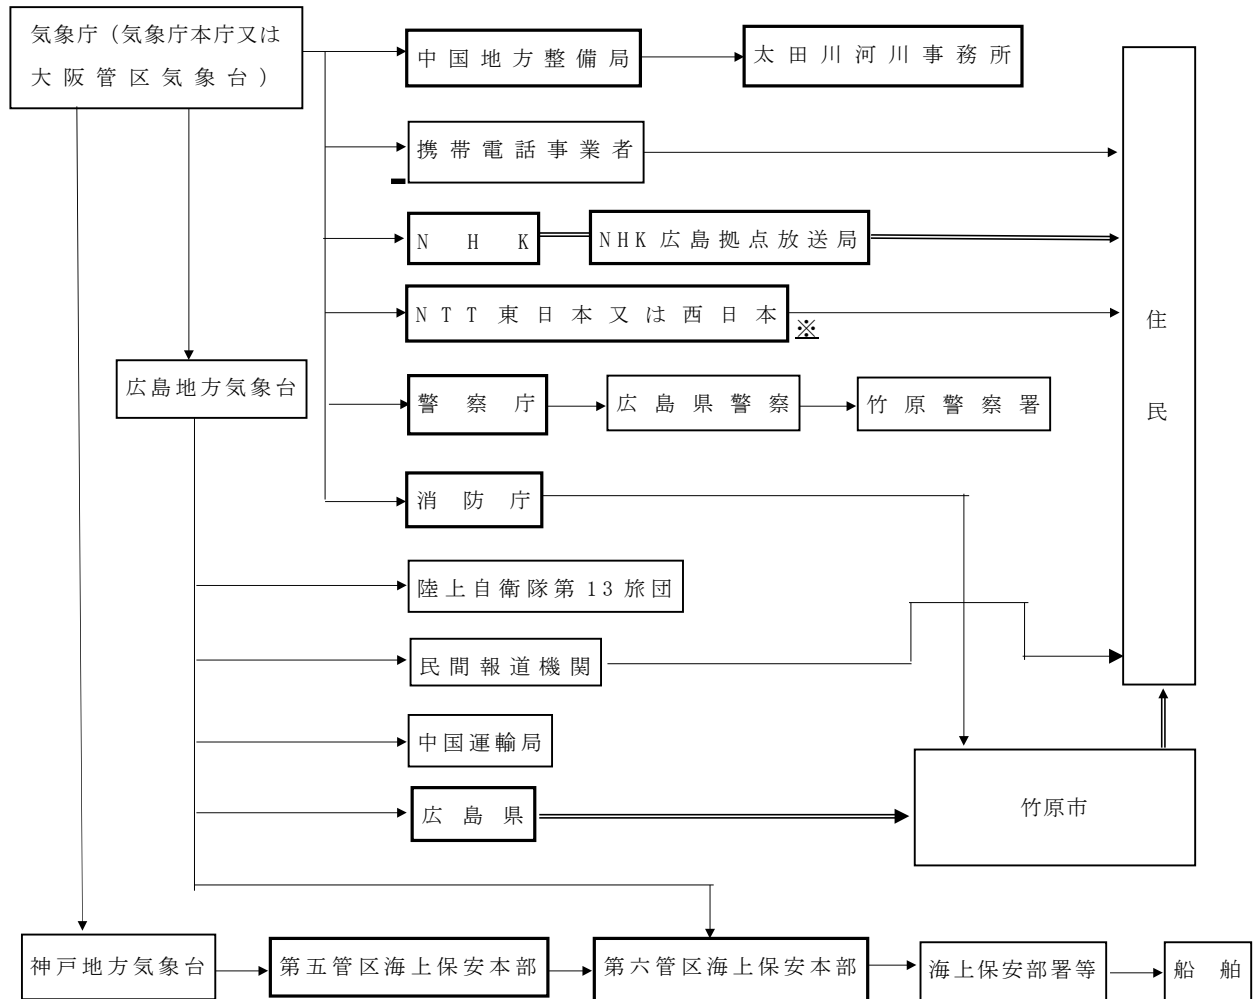 気象庁（気象庁本庁又は
大阪管区気象台）
中国地方整備局
太田川河川事務所
携帯電話事業者
NHK
NHK広島拠点放送局
NTT東日本又は西日本
※
住民
広島地方気象台
警察庁
広島県警察
竹原警察署
消防庁
陸上自衛隊第13旅団
民間報道機関
中国運輸局
広島県
竹原市
神戸地方気象台
第五管区海上保安本部
第六管区海上保安本部
海上保安部署等
船舶